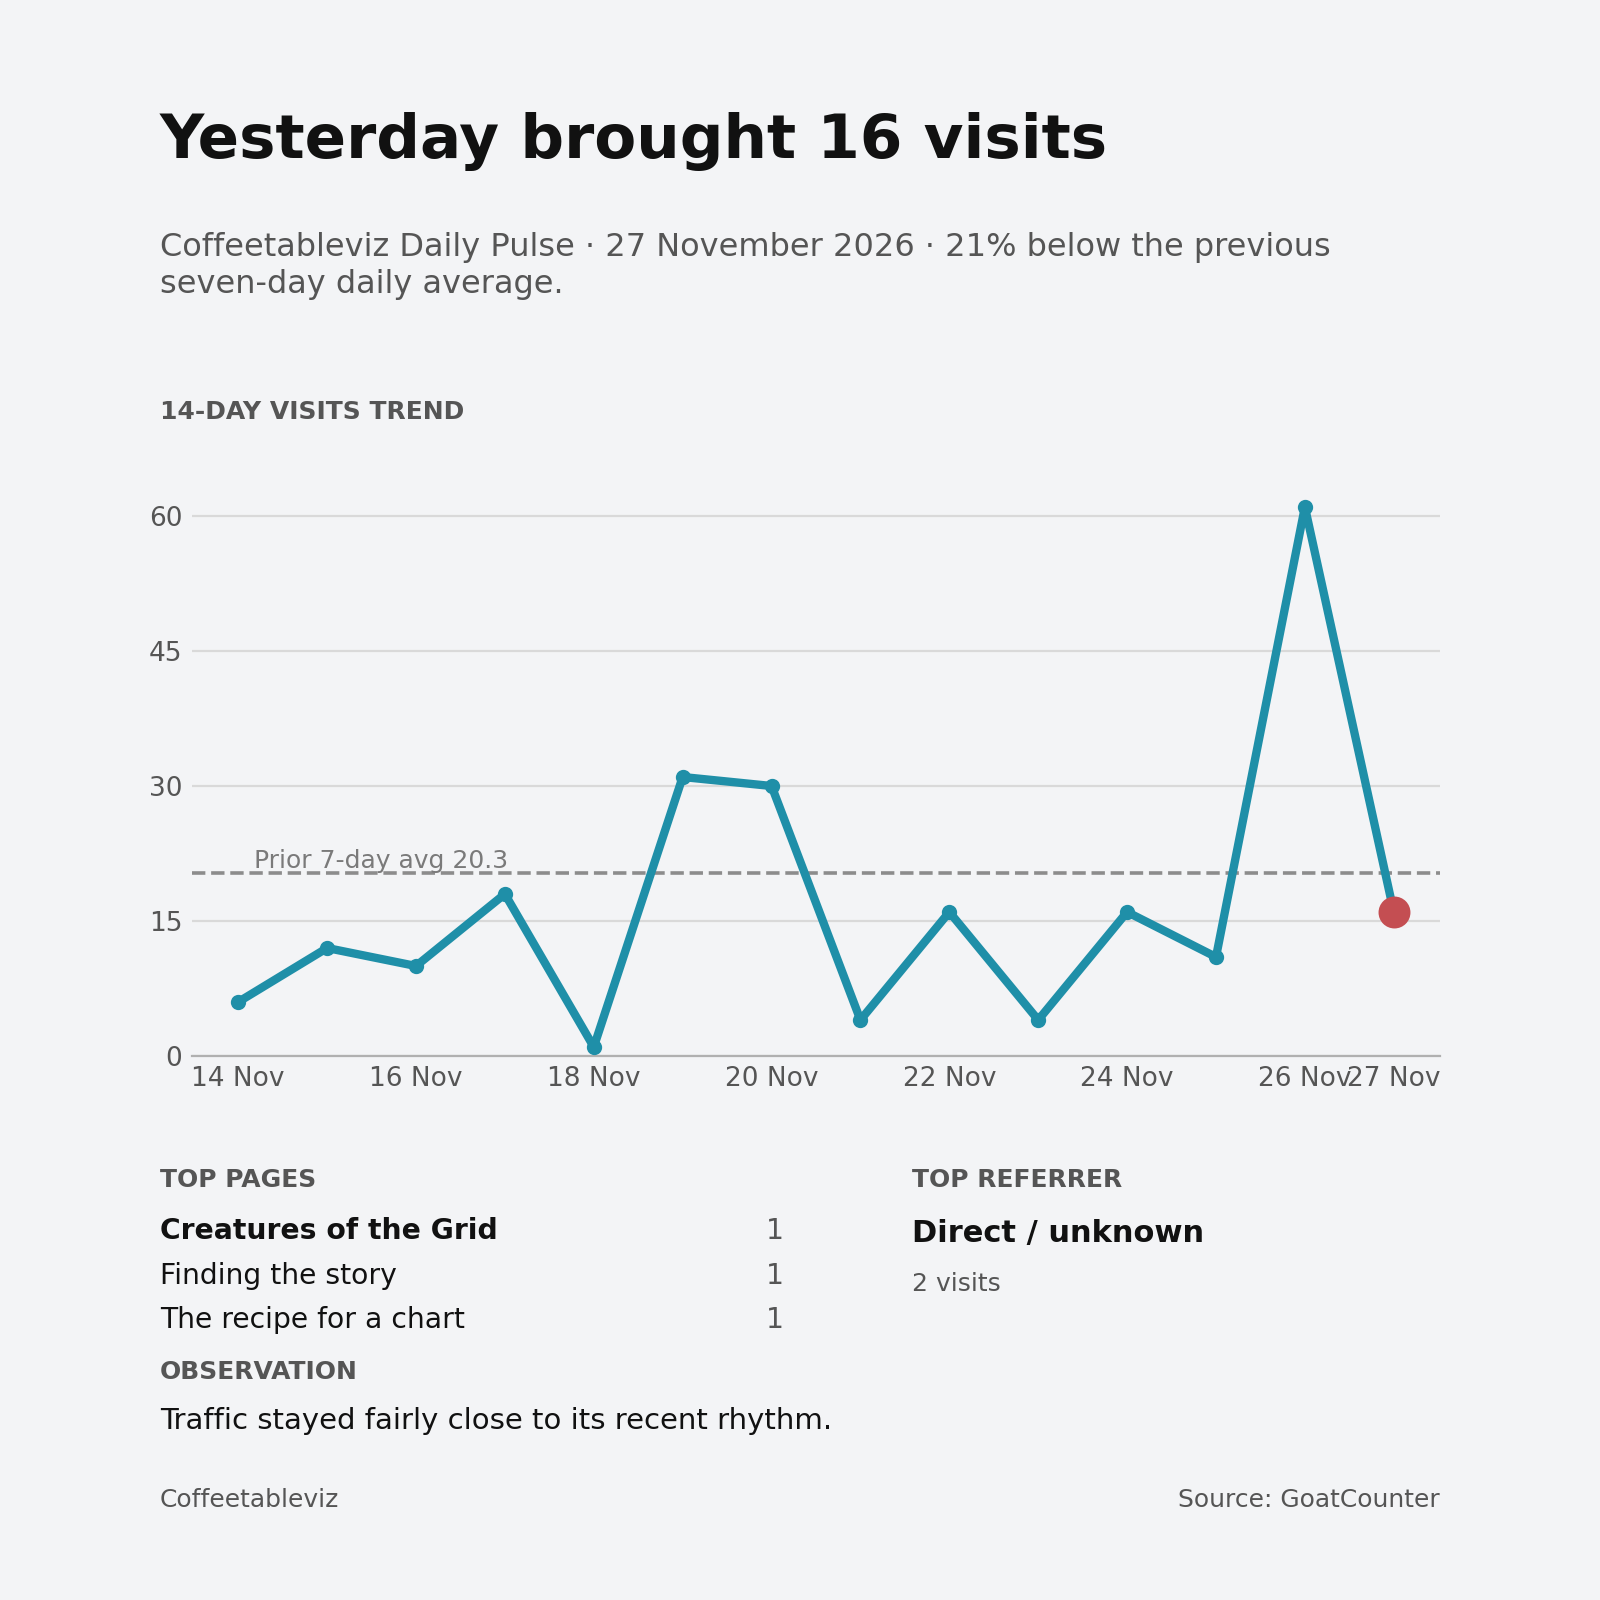 Yesterday brought 16 visits
Coffeetableviz Daily Pulse · 27 November 2026 · 21% below the previous
seven-day daily average.
14-DAY VISITS TREND
60
45
30
Prior 7-day avg 20.3
15
0
14 Nov 16 Nov 18 Nov 20 Nov 22 Nov 24 Nov 26 Nov 27 Nov
TOP PAGES
Creatures of the Grid 1
Finding the story 1
The recipe for a chart 1
TOP REFERRER
Direct / unknown
2 visits
OBSERVATION
Traffic stayed fairly close to its recent rhythm.
Coffeetableviz
Source: GoatCounter